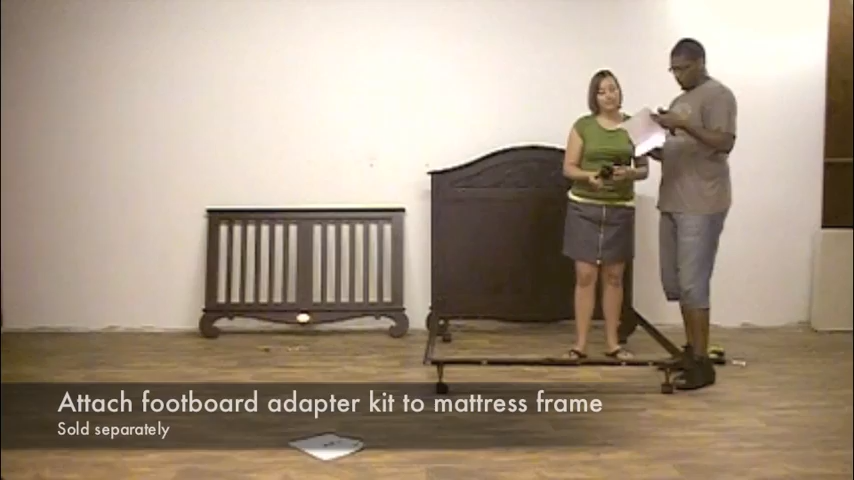 Attach footboard adapter kit to mattress frame
Sold separately